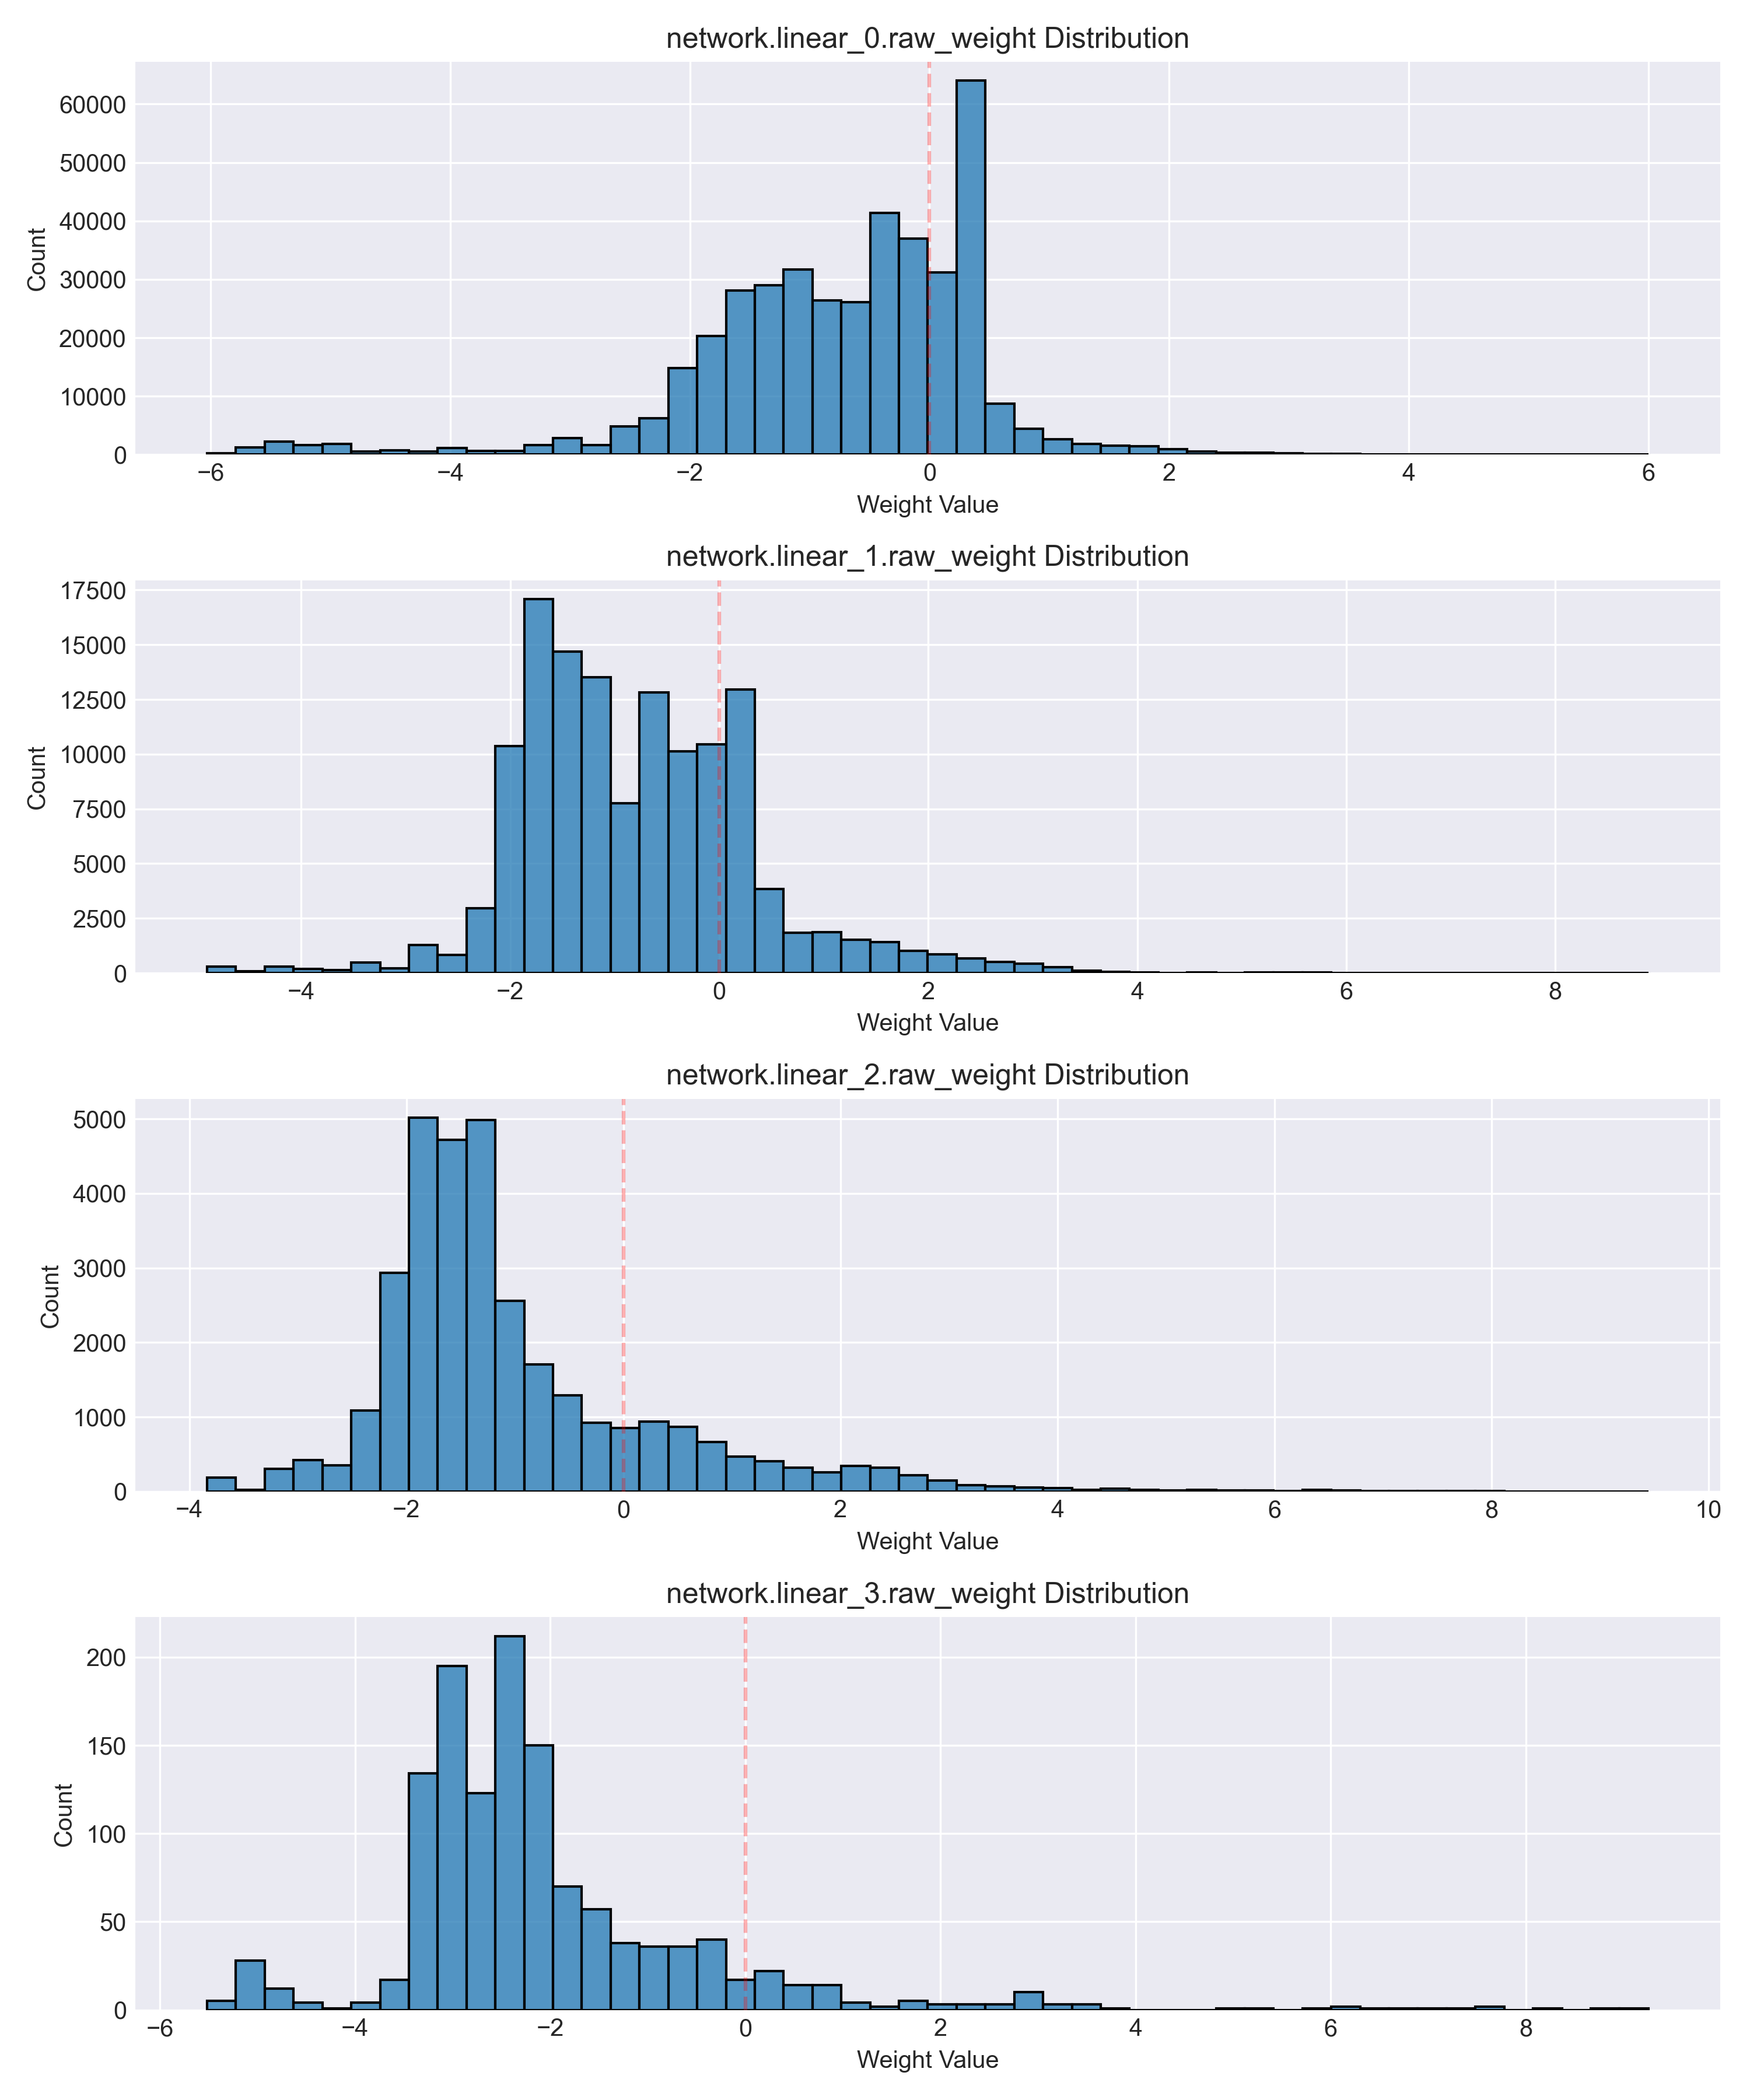 network.linear_0.raw_weight Distribution
60000
50000
40000
30000
20000
10000
0
Count
−6 −4 −2 0 2 4 6
Weight Value
network.linear_1.raw_weight Distribution
17500
15000
12500
10000
7500
5000
2500
0
Count
−4 −2 0 2 4 6 8
Weight Value
network.linear_2.raw_weight Distribution
5000
4000
3000
2000
1000
0
Count
−4 −2 0 2 4 6 8 10
Weight Value
network.linear_3.raw_weight Distribution
200
150
100
50
0
Count
−6 −4 −2 0 2 4 6 8
Weight Value